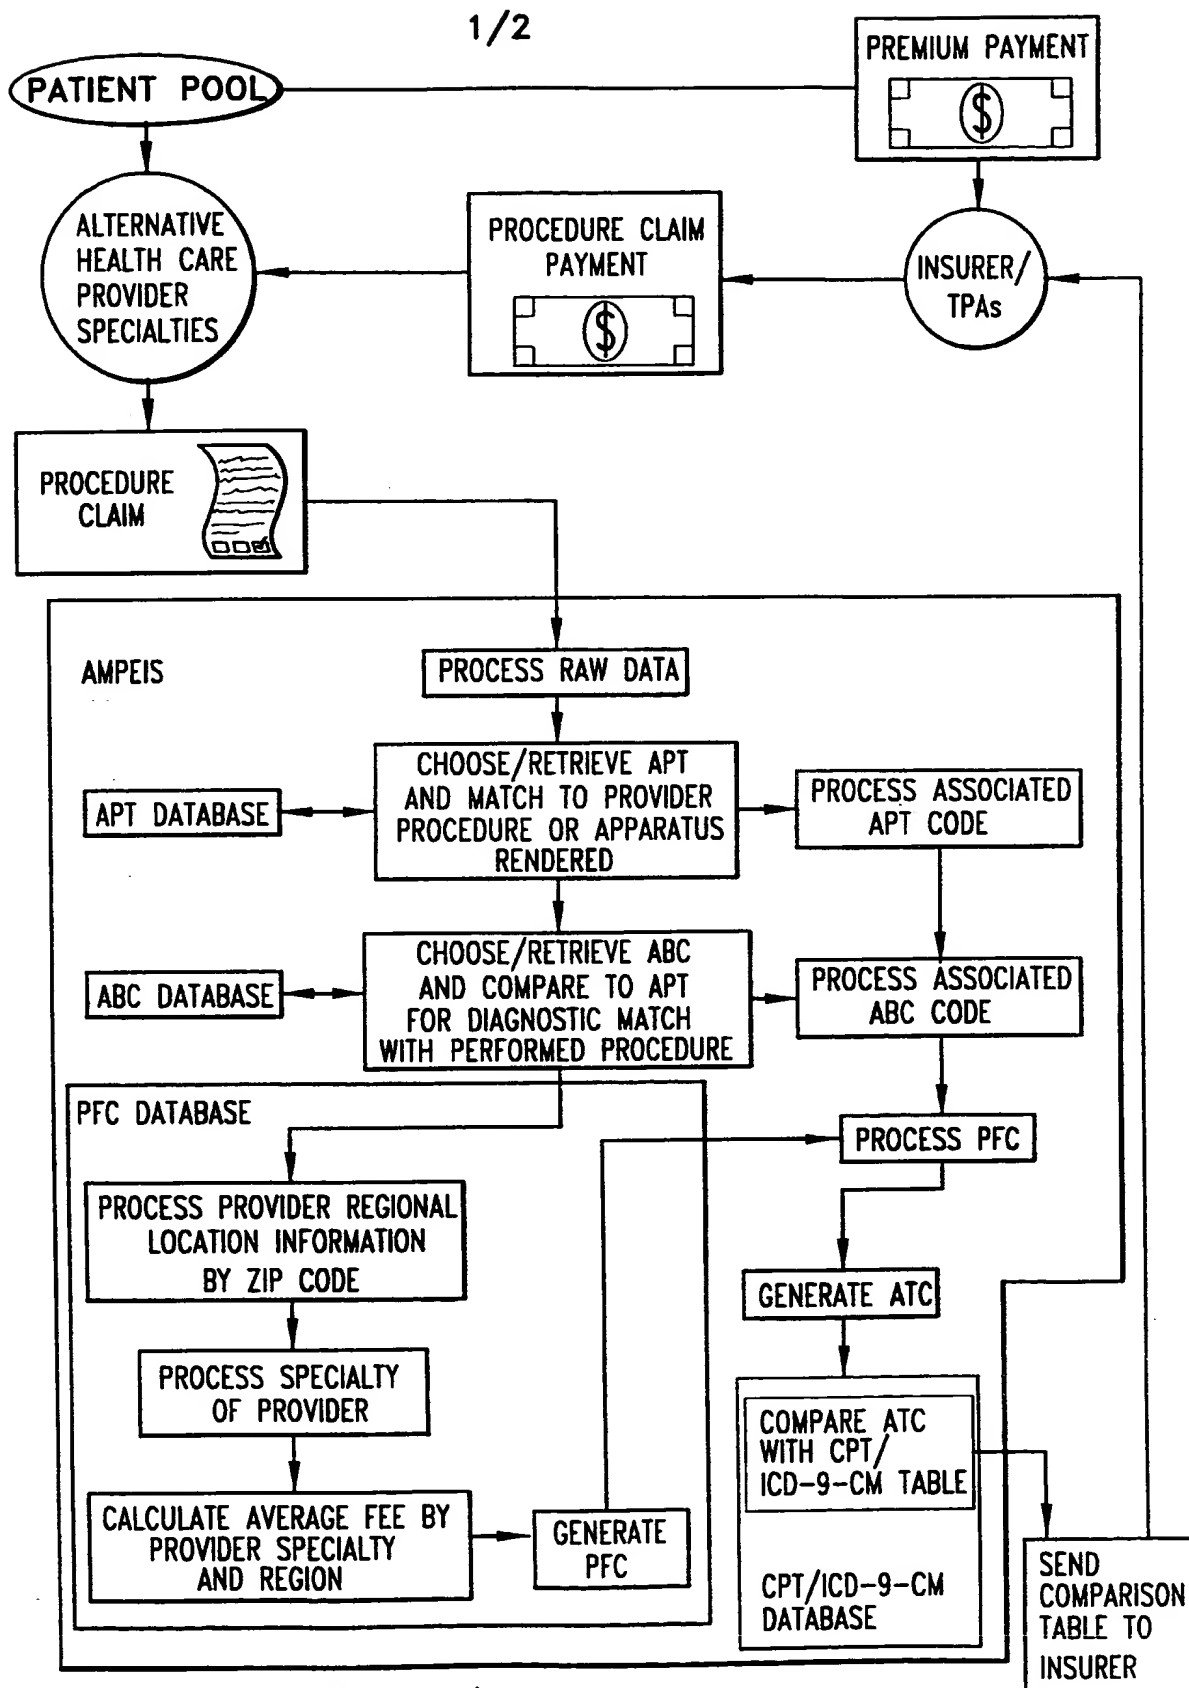 1/2
PATIENT POOL
PREMIUM PAYMENT
$
ALTERNATIVE
HEALTH CARE
PROVIDER
SPECIALTIES
PROCEDURE CLAIM
PAYMENT
$
INSURER/
TPAs
PROCEDURE
CLAIM
AMPEIS
PROCESS RAW DATA
APT DATABASE
CHOOSE/RETRIEVE APT
AND MATCH TO PROVIDER
PROCEDURE OR APPARATUS
RENDERED
PROCESS ASSOCIATED
APT CODE
ABC DATABASE
CHOOSE/RETRIEVE ABC
AND COMPARE TO APT
FOR DIAGNOSTIC MATCH
WITH PERFORMED PROCEDURE
PROCESS ASSOCIATED
ABC CODE
PFC DATABASE
PROCESS PFC
PROCESS PROVIDER REGIONAL
LOCATION INFORMATION
BY ZIP CODE
GENERATE ATC
PROCESS SPECIALTY
OF PROVIDER
COMPARE ATC
WITH CPT/
ICD-9-CM TABLE
CALCULATE AVERAGE FEE BY
PROVIDER SPECIALTY
AND REGION
GENERATE
PFC
CPT/ICD-9-CM
DATABASE
SEND
COMPARISON
TABLE TO
INSURER